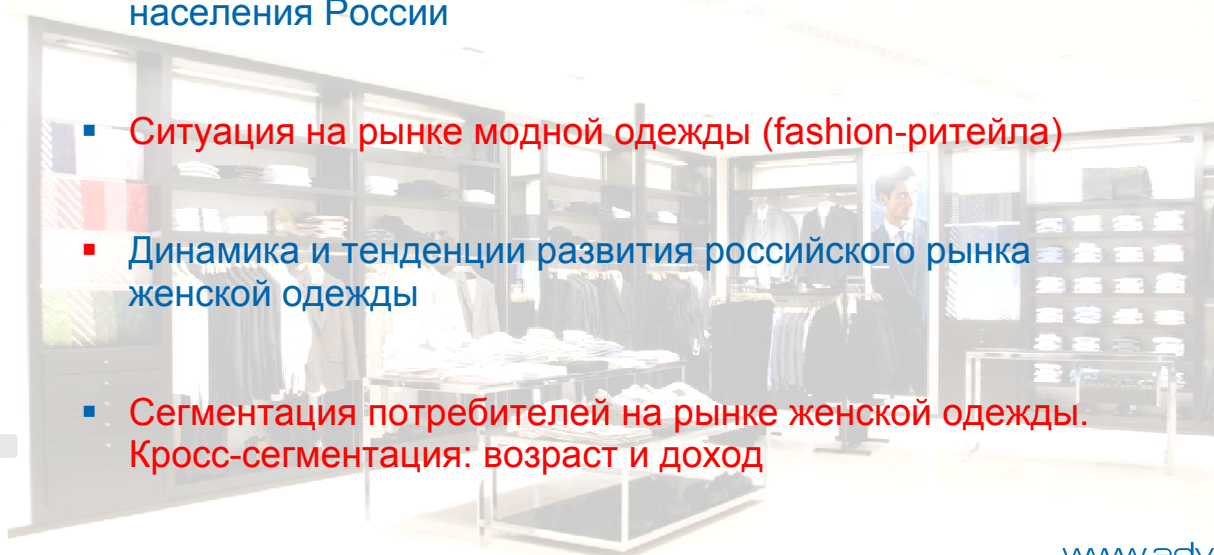 населения России
▪ Ситуация на рынке модной одежды (fashion-ритейла)
▪ Динамика и тенденции развития российского рынка
женской одежды
▪ Сегментация потребителей на рынке женской одежды.
Кросс-сегментация: возраст и доход